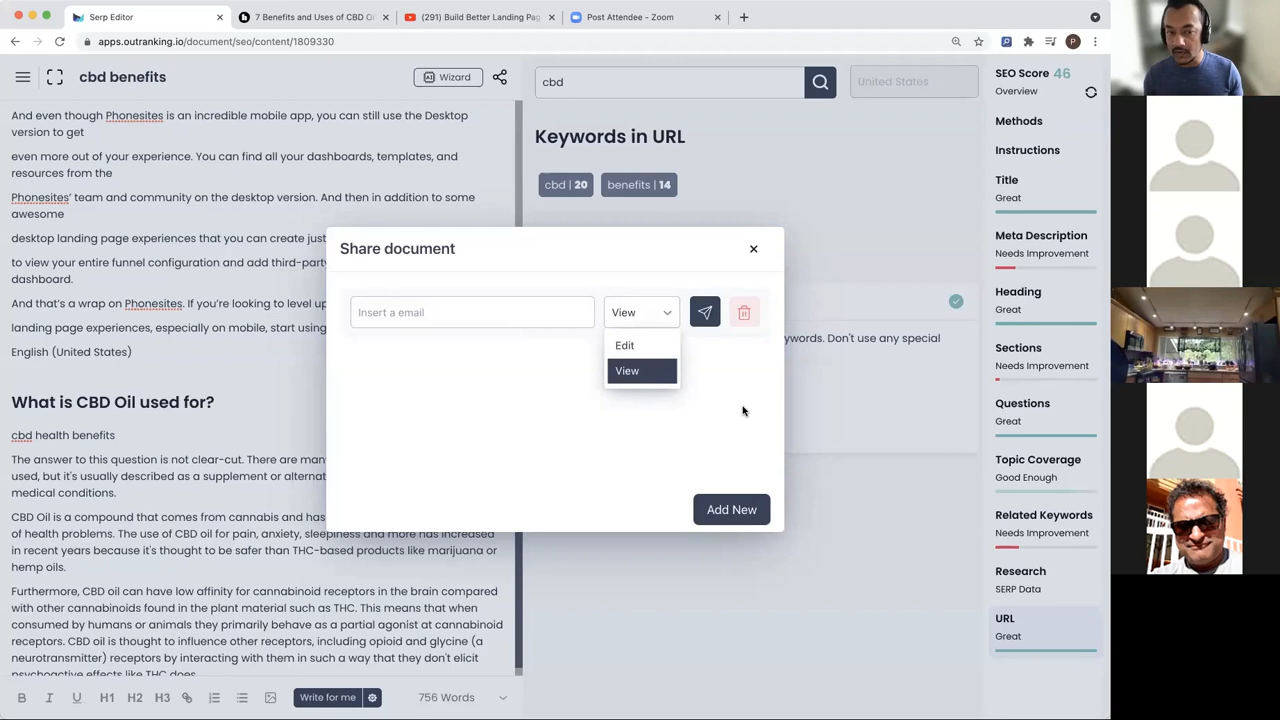 Serp Editor
7 Benefits and Uses of CBD O
(291) Build Better Landing Pag
Post Attendee - Zoom
apps.outranking.io/document/seo/content/1809330
P
cbd benefits
Wizard
And even though Phonesites is an incredible mobile app, you can still use the Desktop
version to get
even more out of your experience. You can find all your dashboards, templates, and
resources from the
Phonesites' team and community on the desktop version. And then in addition to some
awesome
desktop landing page experiences that you can create just
to view your entire funnel configuration and add third-party
dashboard.
And that's a wrap on Phonesites. If you're looking to level up
landing page experiences, especially on mobile, start using
English (United States)
What is CBD Oil used for?
cbd health benefits
The answer to this question is not clear-cut. There are man
used, but it's usually described as a supplement or alternat
medical conditions.
CBD Oil is a compound that comes from cannabis and has
of health problems. The use of CBD oil for pain, anxiety, sleepiness and more has increased
in recent years because it's thought to be safer than THC-based products like marijuana or
hemp oils.
Furthermore, CBD oil can have low affinity for cannabinoid receptors in the brain compared
with other cannabinoids found in the plant material such as THC. This means that when
consumed by humans or animals they primarily behave as a partial agonist at cannabinoid
receptors. CBD oil is thought to influence other receptors, including opioid and glycine (a
neurotransmitter) receptors by interacting with them in such a way that they don't elicit
psychoactive effects like THC does.
B I U H1 H2 H3
Write for me
756 Words
cbd
United States
Keywords in URL
cbd | 20
benefits | 14
ywords. Don't use any special
Share document
Insert a email
View
Edit
View
Add New
SEO Score 46
Overview
Methods
Instructions
Title
Great
Meta Description
Needs Improvement
Heading
Great
Sections
Needs Improvement
Questions
Great
Topic Coverage
Good Enough
Related Keywords
Needs Improvement
Research
SERP Data
URL
Great